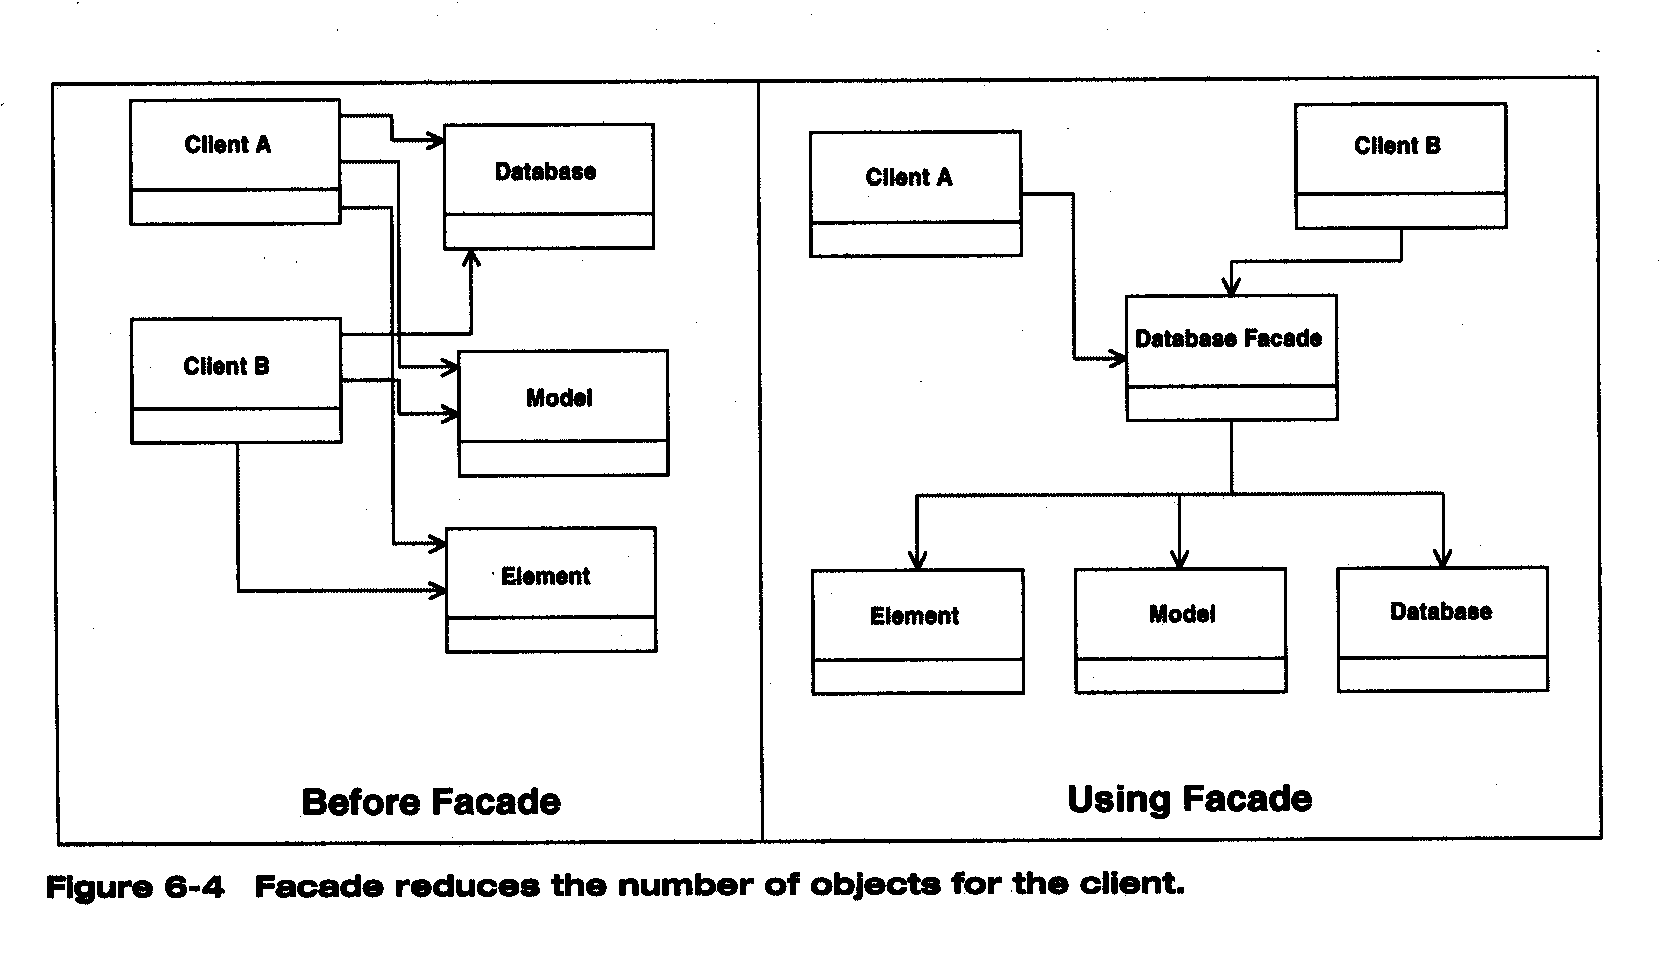 Client A
Database
Client B
Model
Element
Before Facade
Client A
Client B
Database Facade
Element
Model
Database
Using Facade
Figure 6-4 Facade reduces the number of objects for the client.